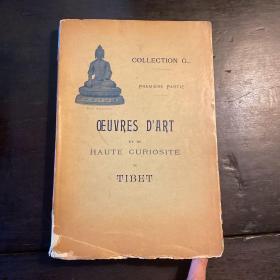 COLLECTION G..
PREMIÈRE PARTIE
ŒUVRES D'ART
ET DE
HAUTE CURIOSITÉ
DU
TIBET